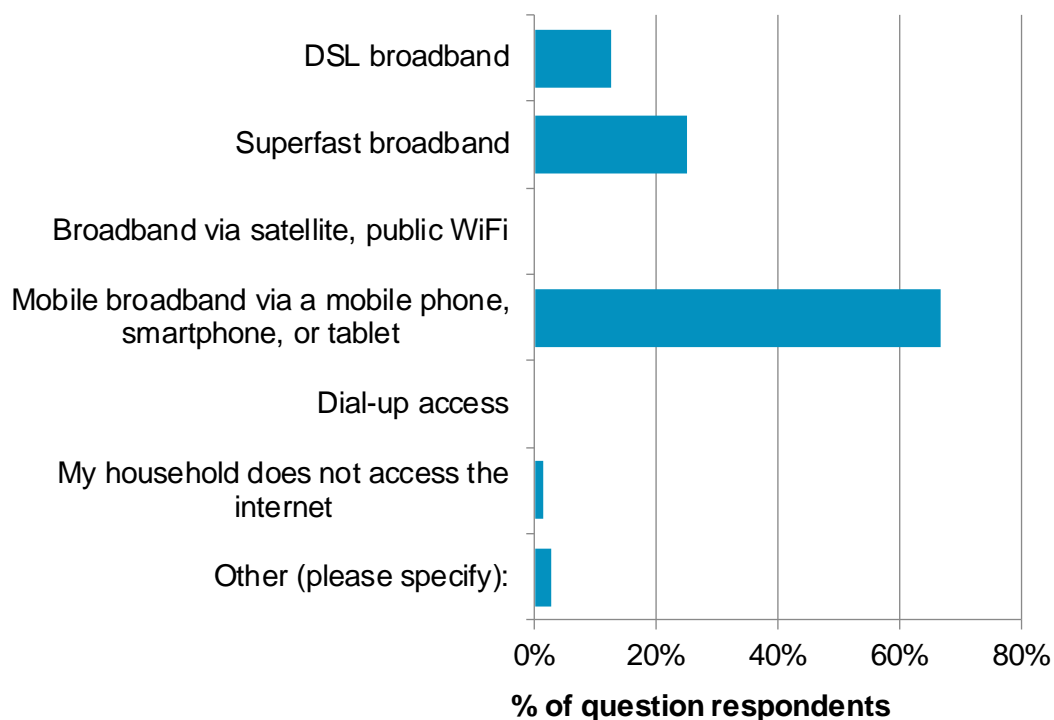 DSL broadband
Superfast broadband
Broadband via satellite, public WiFi
Mobile broadband via a mobile phone,
smartphone, or tablet
Dial-up access
My household does not access the
internet
Other (please specify):
0% 20% 40% 60% 80%
% of question respondents